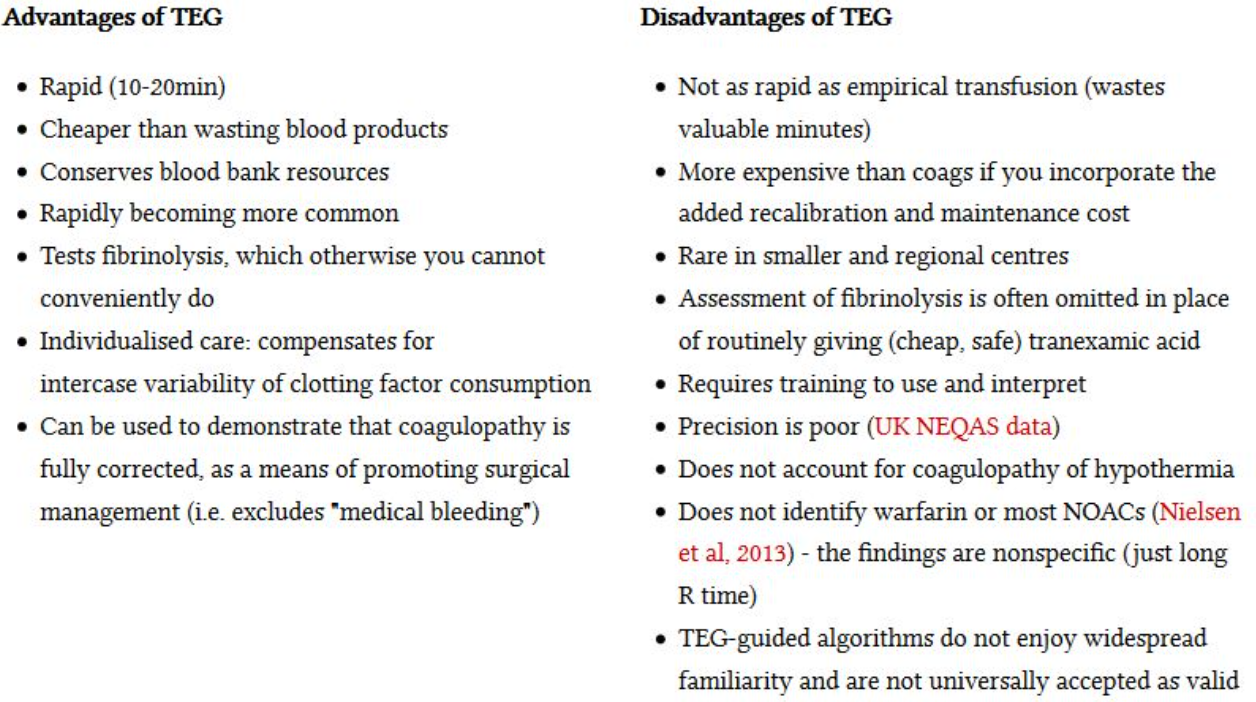 Advantages of TEG
• Rapid (10-20min)
• Cheaper than wasting blood products
• Conserves blood bank resources
• Rapidly becoming more common
• Tests fibrinolysis, which otherwise you cannot
conveniently do
• Individualised care: compensates for
intercase variability of clotting factor consumption
• Can be used to demonstrate that coagulopathy is
fully corrected, as a means of promoting surgical
management (i.e. excludes "medical bleeding")
Disadvantages of TEG
• Not as rapid as empirical transfusion (wastes
valuable minutes)
• More expensive than coags if you incorporate the
added recalibration and maintenance cost
• Rare in smaller and regional centres
• Assessment of fibrinolysis is often omitted in place
of routinely giving (cheap, safe) tranexamic acid
• Requires training to use and interpret
• Precision is poor (UK NEQAS data)
• Does not account for coagulopathy of hypothermia
• Does not identify warfarin or most NOACs (Nielsen
et al, 2013) - the findings are nonspecific (just long
R time)
• TEG-guided algorithms do not enjoy widespread
familiarity and are not universally accepted as valid